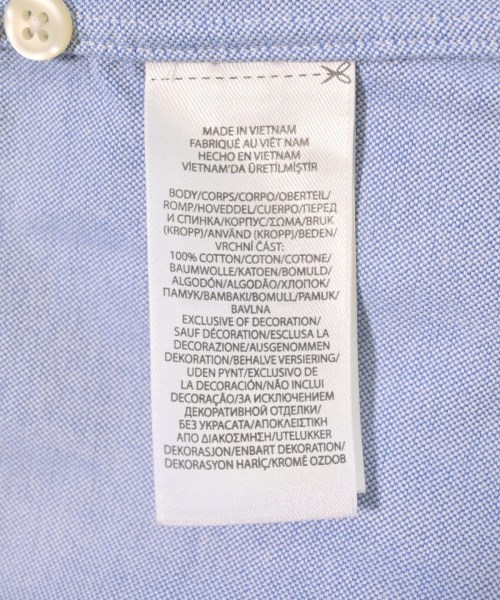 MADE IN VIETNAM
FABRIQUÉ AU VIÊT NAM
HECHO EN VIETNAM
VIETNAM'DA ÜRETİLMİŞTİR
BODY/CORPS/CORPO/OBERTEIL/
ROMP/HOVEDDEL/CUERPO/ПЕРЕД
И СПИНКА/КОРПУС/ΣΩΜΑ/BRUK
(KROPP)/ANVÄND (KROPP)/BEDEN/
VRCHNÍ ČÁST:
100% COTTON/COTON/COTONE/
BAUMWOLLE/KATOEN/BOMULD/
ALGODÓN/ALGODÃO/ХЛОПОК/
ПАМУК/ΒΑΜΒΑΚΙ/BOMULL/PAMUK/
BAVLNA
EXCLUSIVE OF DECORATION/
SAUF DÉCORATION/ESCLUSA LA
DECORAZIONE/AUSGENOMMEN
DEKORATION/BEHALVE VERSIERING/
UDEN PYNT/EXCLUSIVO DE
LA DECORACIÓN/NÃO INCLUI
DECORAÇÃO/ЗА ИСКЛЮЧЕНИЕМ
ДЕКОРАТИВНОЙ ОТДЕЛКИ/
БЕЗ УКРАСАТА/ΑΠΟΚΛΕΙΣΤΙΚΗ
ΑΠΟ ΔΙΑΚΟΣΜΗΣΗ/UTELUKKER
DEKORASJON/ENBART DEKORATION/
DEKORASYON HARİÇ/KROMĚ OZDOB